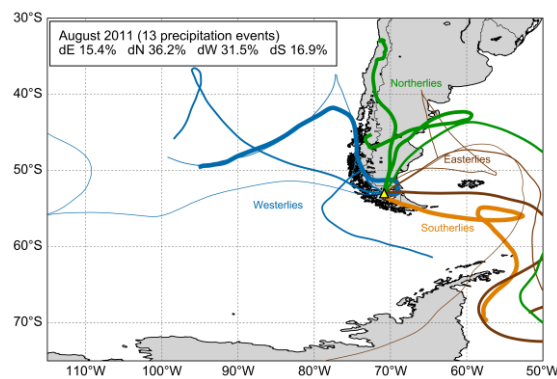 August 2011 (13 precipitation events)
dE 15.4% dN 36.2% dW 31.5% dS 16.9%
30°S
40°S
50°S
60°S
70°S
Northerlies
Easterlies
Westerlies
Southerlies
110°W 100°W 90°W 80°W 70°W 60°W 50°W